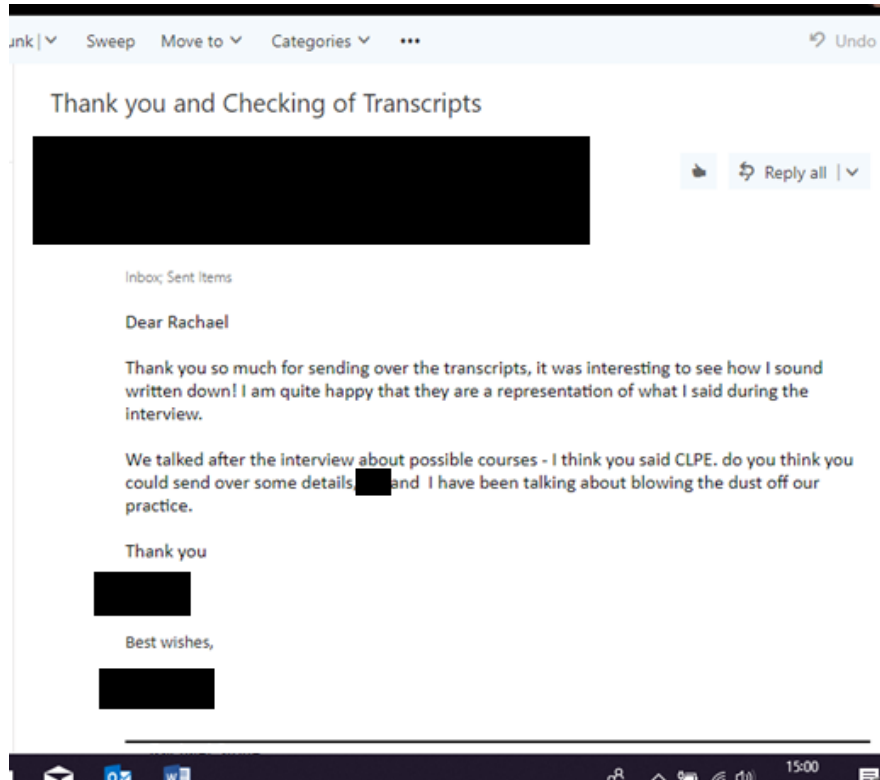 Sweep Move to Categories ••• Undo
Thank you and Checking of Transcripts
Reply all
Inbox; Sent Items
Dear Rachael
Thank you so much for sending over the transcripts, it was interesting to see how I sound
written down! I am quite happy that they are a representation of what I said during the
interview.
We talked after the interview about possible courses - I think you said CLPE. do you think you
could send over some details, and I have been talking about blowing the dust off our
practice.
Thank you
Best wishes,
15:00